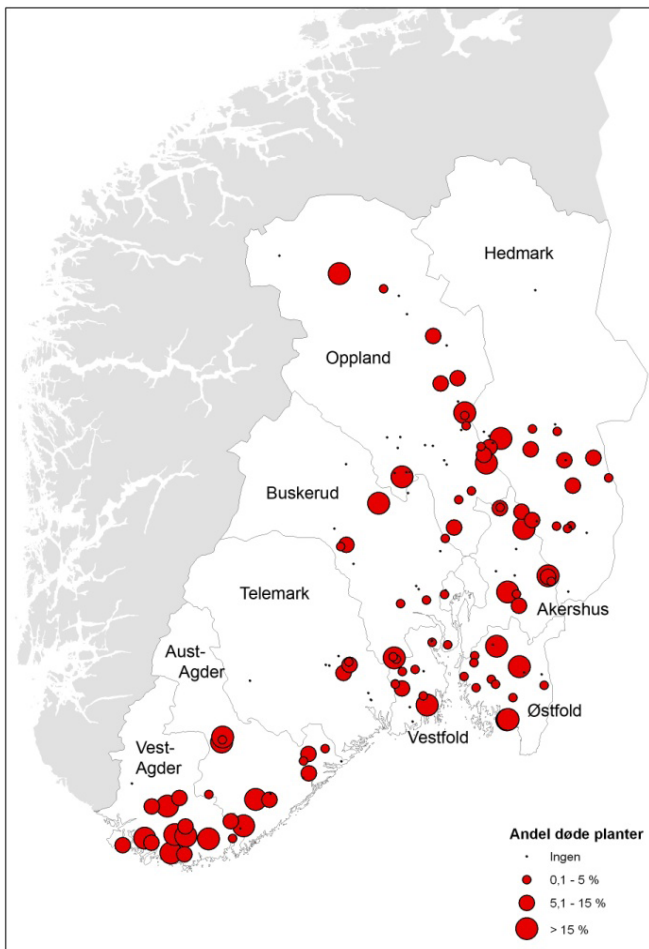 Hedmark
Oppland
Buskerud
Telemark
Akershus
Aust-
Agder
Østfold
Vestfold
Vest-
Agder
Andel døde planter
Ingen
0,1 - 5 %
5,1 - 15 %
> 15 %